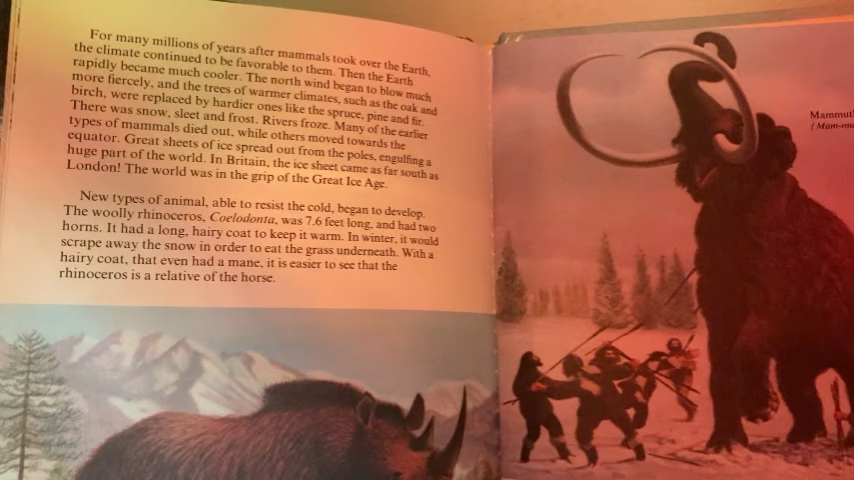 For many millions of years after mammals took over the Earth,
the climate continued to be favorable to them. Then the Earth
rapidly became much cooler. The north wind began to blow much
more fiercely, and the trees of warmer climates, such as the oak and
birch, were replaced by hardier ones like the spruce, pine and fir.
There was snow, sleet and frost. Rivers froze. Many of the earlier
types of mammals died out, while others moved towards the
equator. Great sheets of ice spread out from the poles, engulfing a
huge part of the world. In Britain, the ice sheet came as far south as
London! The world was in the grip of the Great Ice Age.
New types of animal, able to resist the cold, began to develop.
The woolly rhinoceros, Coelodonta, was 7.6 feet long, and had two
horns. It had a long, hairy coat to keep it warm. In winter, it would
scrape away the snow in order to eat the grass underneath. With a
hairy coat, that even had a mane, it is easier to see that the
rhinoceros is a relative of the horse.